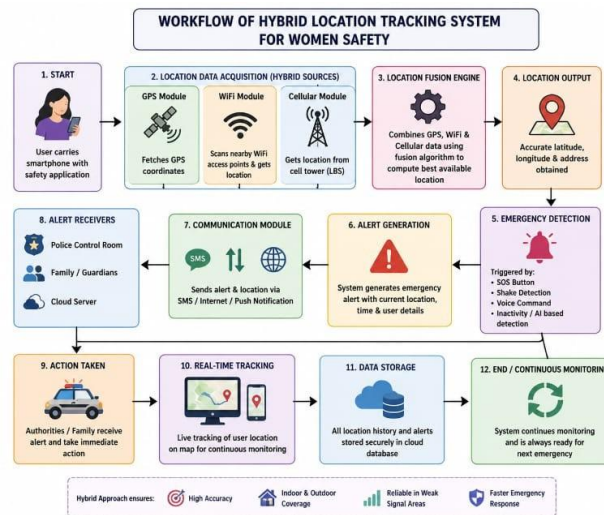 WORKFLOW OF HYBRID LOCATION TRACKING SYSTEM
FOR WOMEN SAFETY
1. START
User carries
smartphone with
safety application
2. LOCATION DATA ACQUISITION (HYBRID SOURCES)
GPS Module
Fetches GPS
coordinates
WiFi Module
Scans nearby WiFi
access points & gets
location
Cellular Module
Gets location from
cell tower (LBS)
3. LOCATION FUSION ENGINE
Combines GPS, WiFi &
Cellular data using
fusion algorithm to
compute best available
location
4. LOCATION OUTPUT
Accurate latitude,
longitude & address
obtained
5. EMERGENCY DETECTION
Triggered by:
• SOS Button
• Shake Detection
• Voice Command
• Inactivity / AI based
detection
6. ALERT GENERATION
System generates emergency
alert with current location,
time & user details
7. COMMUNICATION MODULE
SMS
Sends alert & location via
SMS / Internet / Push Notification
8. ALERT RECEIVERS
Police Control Room
Family / Guardians
Cloud Server
9. ACTION TAKEN
Authorities / Family receive
alert and take immediate
action
10. REAL-TIME TRACKING
Live tracking of user location
on map for continuous monitoring
11. DATA STORAGE
All location history and alerts
stored securely in cloud
database
12. END / CONTINUOUS MONITORIN
System continues monitoring
and is always ready for
next emergency
Hybrid Approach ensures:
High Accuracy
Indoor & Outdoor
Coverage
Reliable in Weak
Signal Areas
Faster Emergency
Response